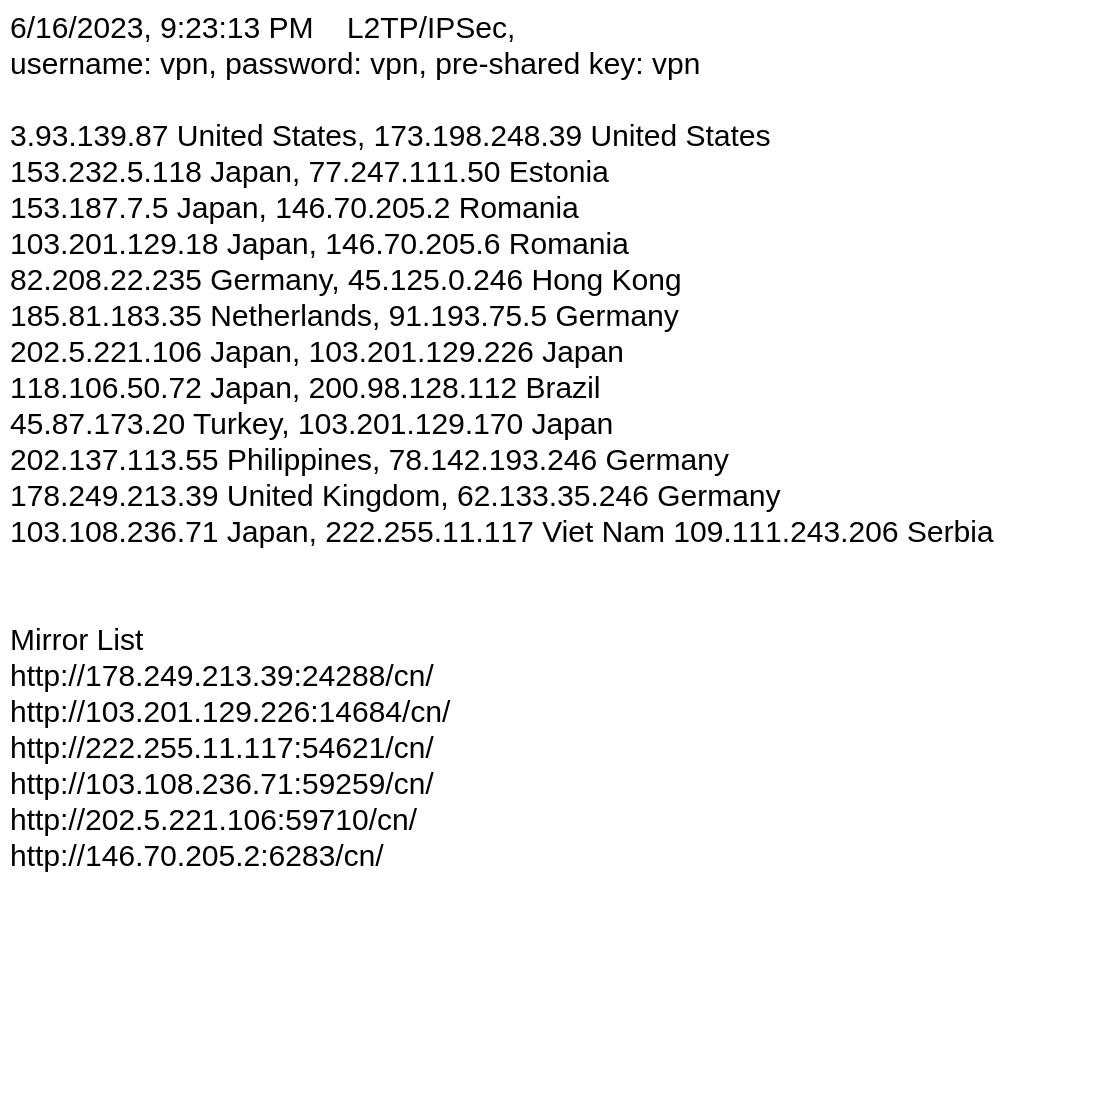 6/16/2023, 9:23:13 PM    L2TP/IPSec,
username: vpn, password: vpn, pre-shared key: vpn
3.93.139.87 United States, 173.198.248.39 United States
153.232.5.118 Japan, 77.247.111.50 Estonia
153.187.7.5 Japan, 146.70.205.2 Romania
103.201.129.18 Japan, 146.70.205.6 Romania
82.208.22.235 Germany, 45.125.0.246 Hong Kong
185.81.183.35 Netherlands, 91.193.75.5 Germany
202.5.221.106 Japan, 103.201.129.226 Japan
118.106.50.72 Japan, 200.98.128.112 Brazil
45.87.173.20 Turkey, 103.201.129.170 Japan
202.137.113.55 Philippines, 78.142.193.246 Germany
178.249.213.39 United Kingdom, 62.133.35.246 Germany
103.108.236.71 Japan, 222.255.11.117 Viet Nam 109.111.243.206 Serbia
Mirror List
http://178.249.213.39:24288/cn/
http://103.201.129.226:14684/cn/
http://222.255.11.117:54621/cn/
http://103.108.236.71:59259/cn/
http://202.5.221.106:59710/cn/
http://146.70.205.2:6283/cn/